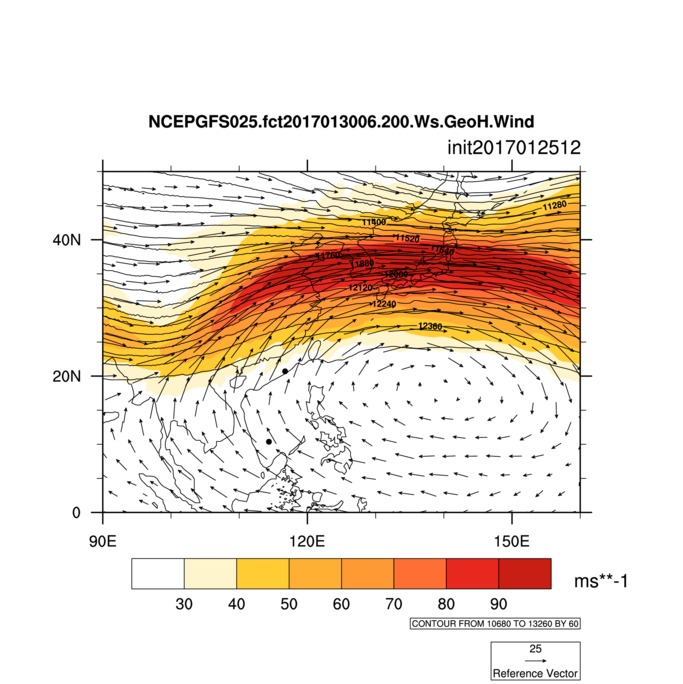 NCEPGFS025.fct2017013006.200.Ws.GeoH.Wind
init2017012512
11280
11400
11520
11640
11760
11880
12000
12120
12240
12360
40N
20N
0
90E 120E 150E
ms**-1
30 40 50 60 70 80 90
CONTOUR FROM 10680 TO 13260 BY 60
25
Reference Vector